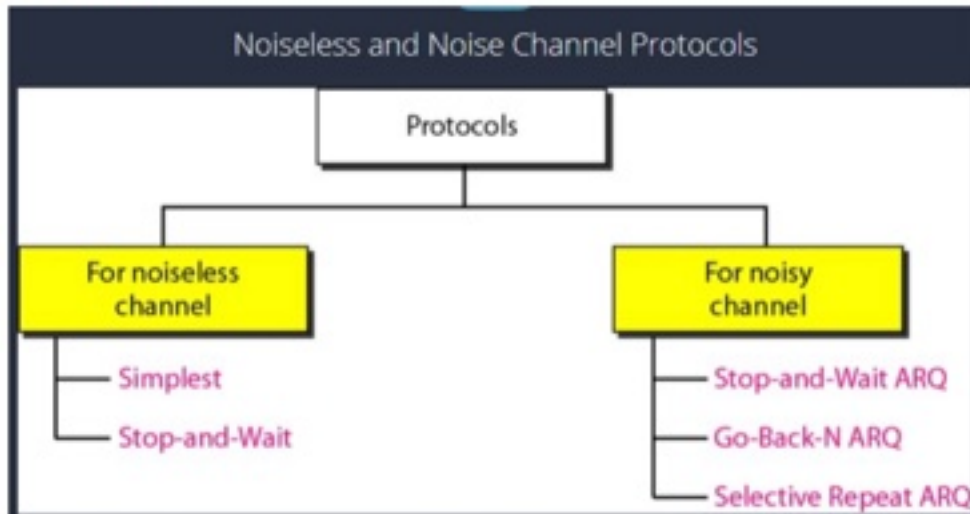 Noiseless and Noise Channel Protocols
Protocols
For noiseless
channel
Simplest
Stop-and-Wait
For noisy
channel
Stop-and-Wait ARQ
Go-Back-N ARQ
Selective Repeat ARQ